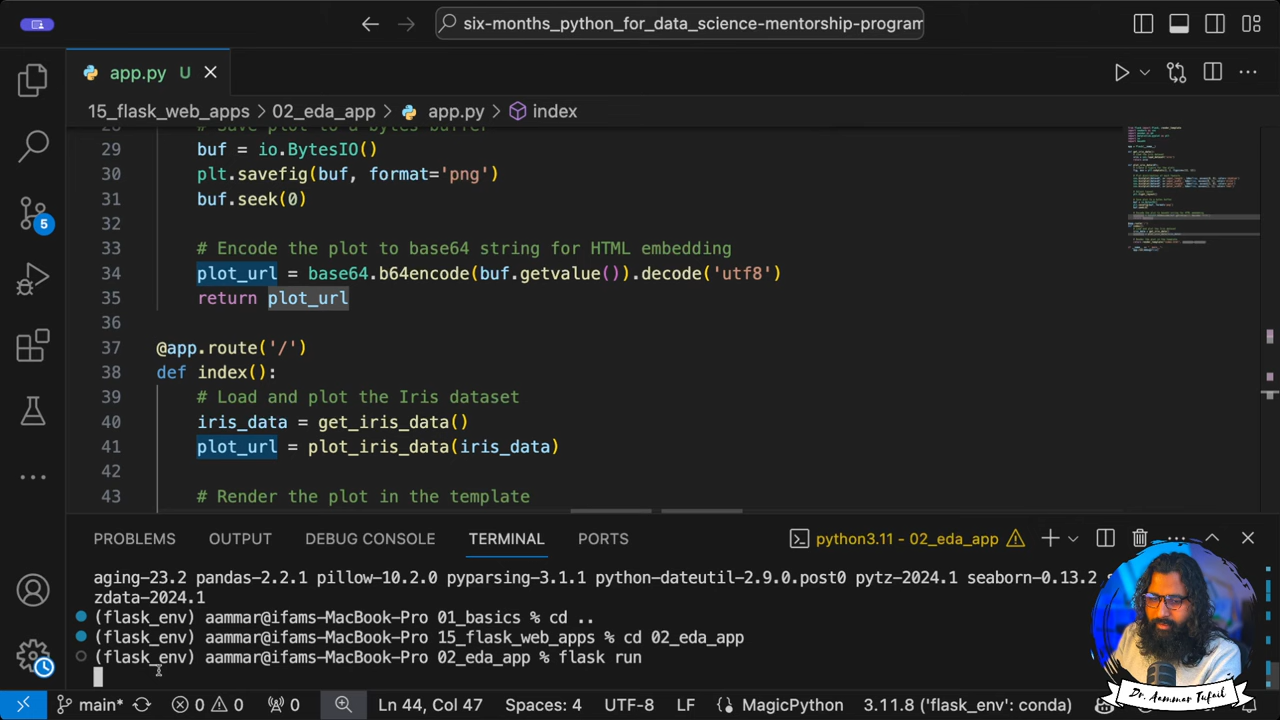 six-months_python_for_data_science-mentorship-program
app.py U
15_flask_web_apps > 02_eda_app > app.py > index
# Save plot to a bytes buffer
29 buf = io.BytesIO()
30 plt.savefig(buf, format='png')
31 buf.seek(0)
32
33 # Encode the plot to base64 string for HTML embedding
34 plot_url = base64.b64encode(buf.getvalue()).decode('utf8')
35 return plot_url
36
37 @app.route('/')
38 def index():
39 # Load and plot the Iris dataset
40 iris_data = get_iris_data()
41 plot_url = plot_iris_data(iris_data)
42
43 # Render the plot in the template
5
PROBLEMS OUTPUT DEBUG CONSOLE TERMINAL PORTS python3.11 - 02_eda_app
aging-23.2 pandas-2.2.1 pillow-10.2.0 pyparsing-3.1.1 python-dateutil-2.9.0.post0 pytz-2024.1 seaborn-0.13.2
zdata-2024.1
(flask_env) aammar@ifams-MacBook-Pro 01_basics % cd ..
(flask_env) aammar@ifams-MacBook-Pro 15_flask_web_apps % cd 02_eda_app
(flask_env) aammar@ifams-MacBook-Pro 02_eda_app % flask run
main* 0 0 0 Ln 44, Spaces: 4 UTF-8 LF MagicPython 3.11.8 ('flask_env': conda)
Dr. Aammar Tufail